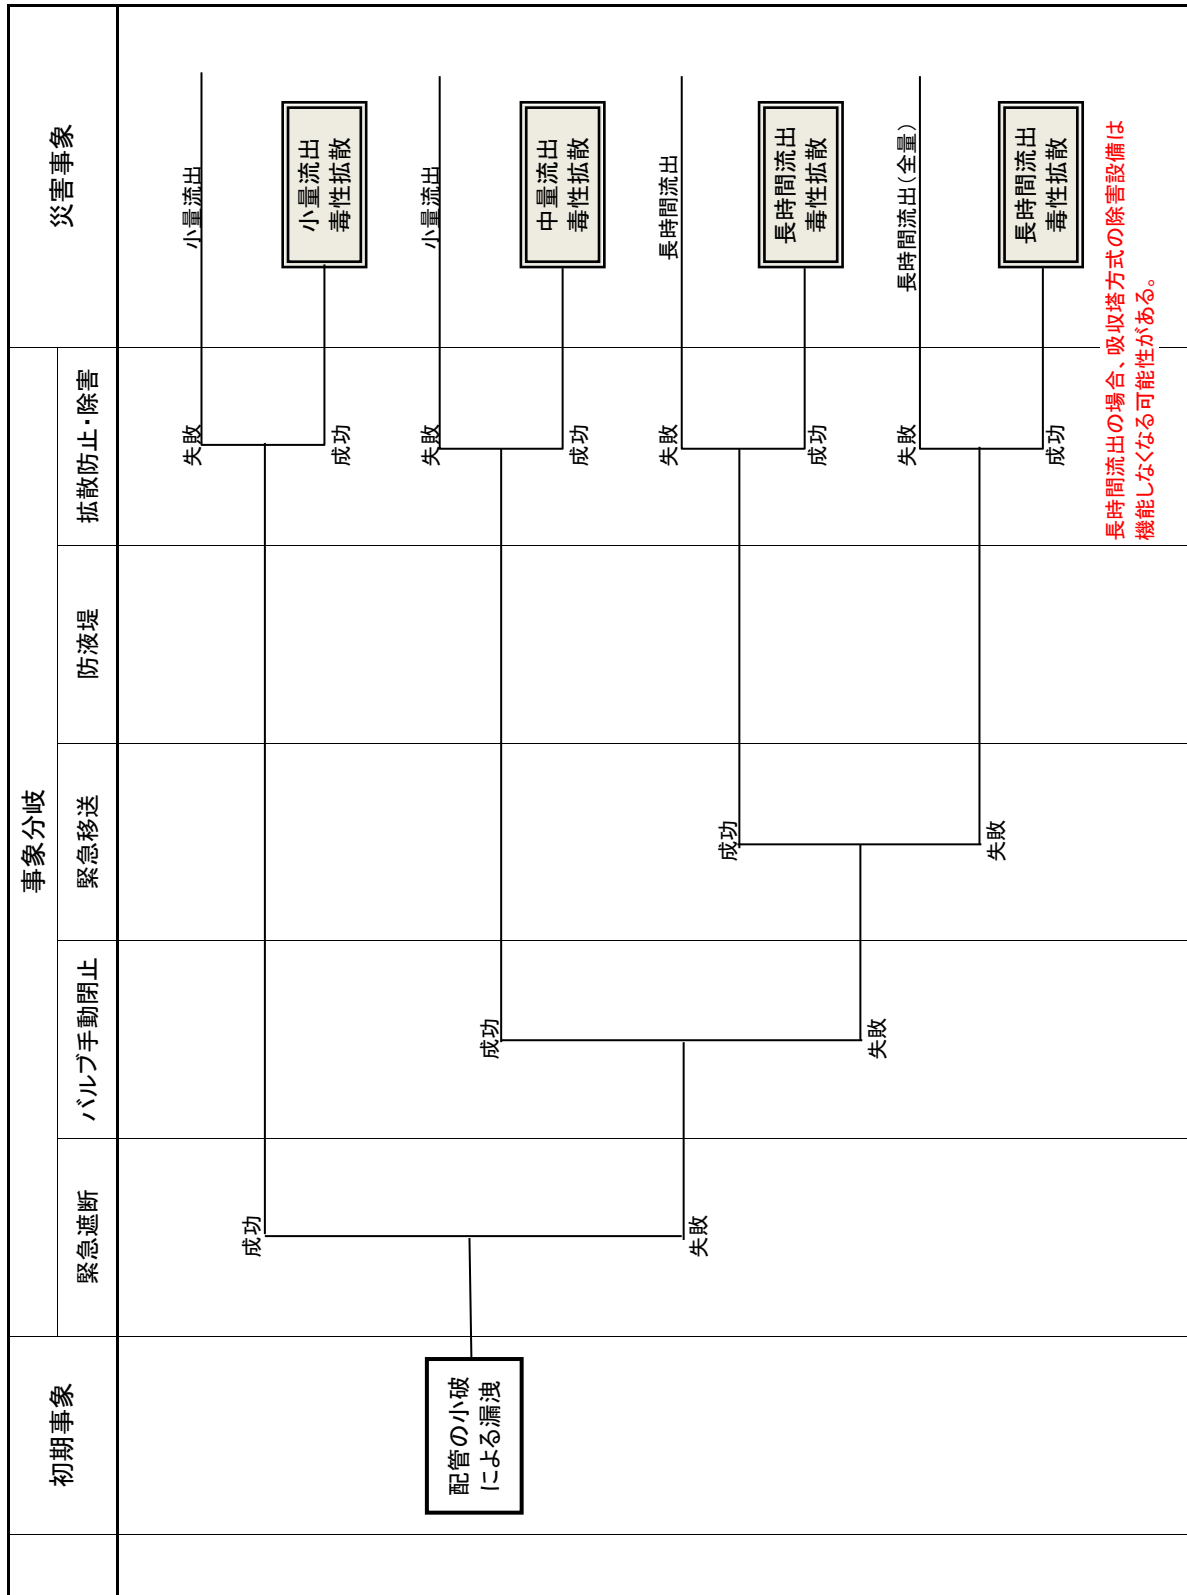 初期事象
事象分岐
災害事象
緊急遮断
バルブ手動閉止
緊急移送
防液堤
拡散防止・除害
配管の小破
による漏洩
成功
失敗
成功
失敗
成功
失敗
失敗
成功
失敗
成功
失敗
成功
失敗
成功
小量流出
小量流出
毒性拡散
小量流出
中量流出
毒性拡散
長時間流出
長時間流出
毒性拡散
長時間流出(全量)
長時間流出
毒性拡散
長時間流出の場合、吸収塔方式の除害設備は
機能しなくなる可能性がある。